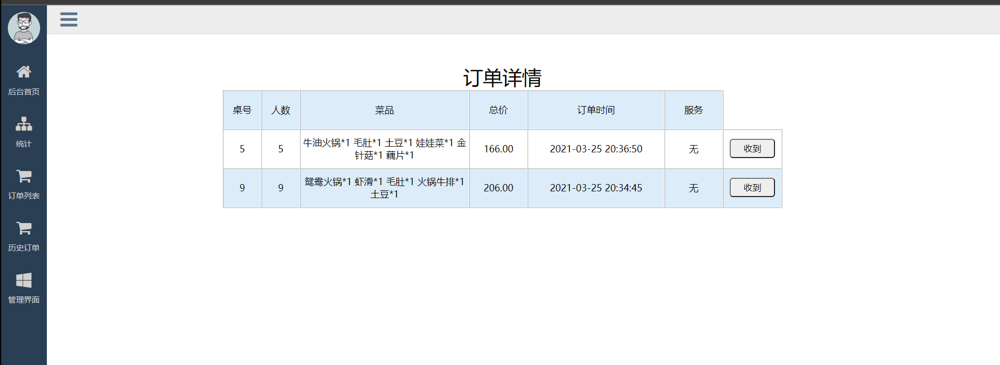 后台首页
统计
订单列表
历史订单
管理界面
订单详情
桌号 人数 菜品 总价 订单时间 服务
5 5 牛油火锅*1 毛肚*1 土豆*1 娃娃菜*1 金
针菇*1 藕片*1 166.00 2021-03-25 20:36:50 无 收到
9 9 鸳鸯火锅*1 虾滑*1 毛肚*1 火锅牛排*1
土豆*1 206.00 2021-03-25 20:34:45 无 收到